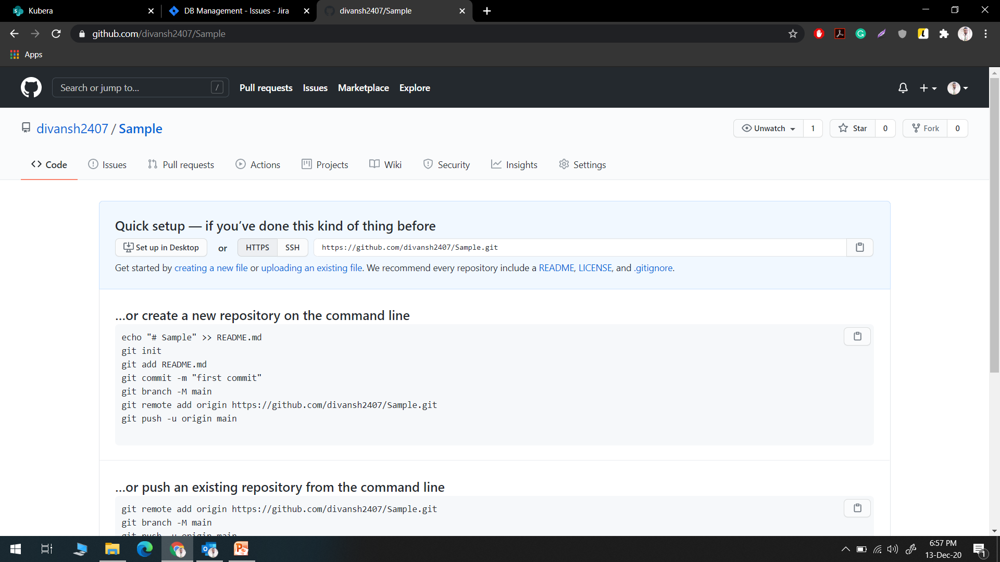 Kubera
DB Management - Issues - Jira
divansh2407/Sample
github.com/divansh2407/Sample
Apps
Search or jump to... /
Pull requests Issues Marketplace Explore
divansh2407 / Sample
Unwatch 1 Star 0 Fork 0
Code Issues Pull requests Actions Projects Wiki Security Insights Settings
Quick setup — if you’ve done this kind of thing before
Set up in Desktop or HTTPS SSH https://github.com/divansh2407/Sample.git
Get started by creating a new file or uploading an existing file. We recommend every repository include a README, LICENSE, and .gitignore.
…or create a new repository on the command line
echo "# Sample" >> README.md
git init
git add README.md
git commit -m "first commit"
git branch -M main
git remote add origin https://github.com/divansh2407/Sample.git
git push -u origin main
…or push an existing repository from the command line
git remote add origin https://github.com/divansh2407/Sample.git
git branch -M main
git push -u origin main
6:57 PM
13-Dec-20
1